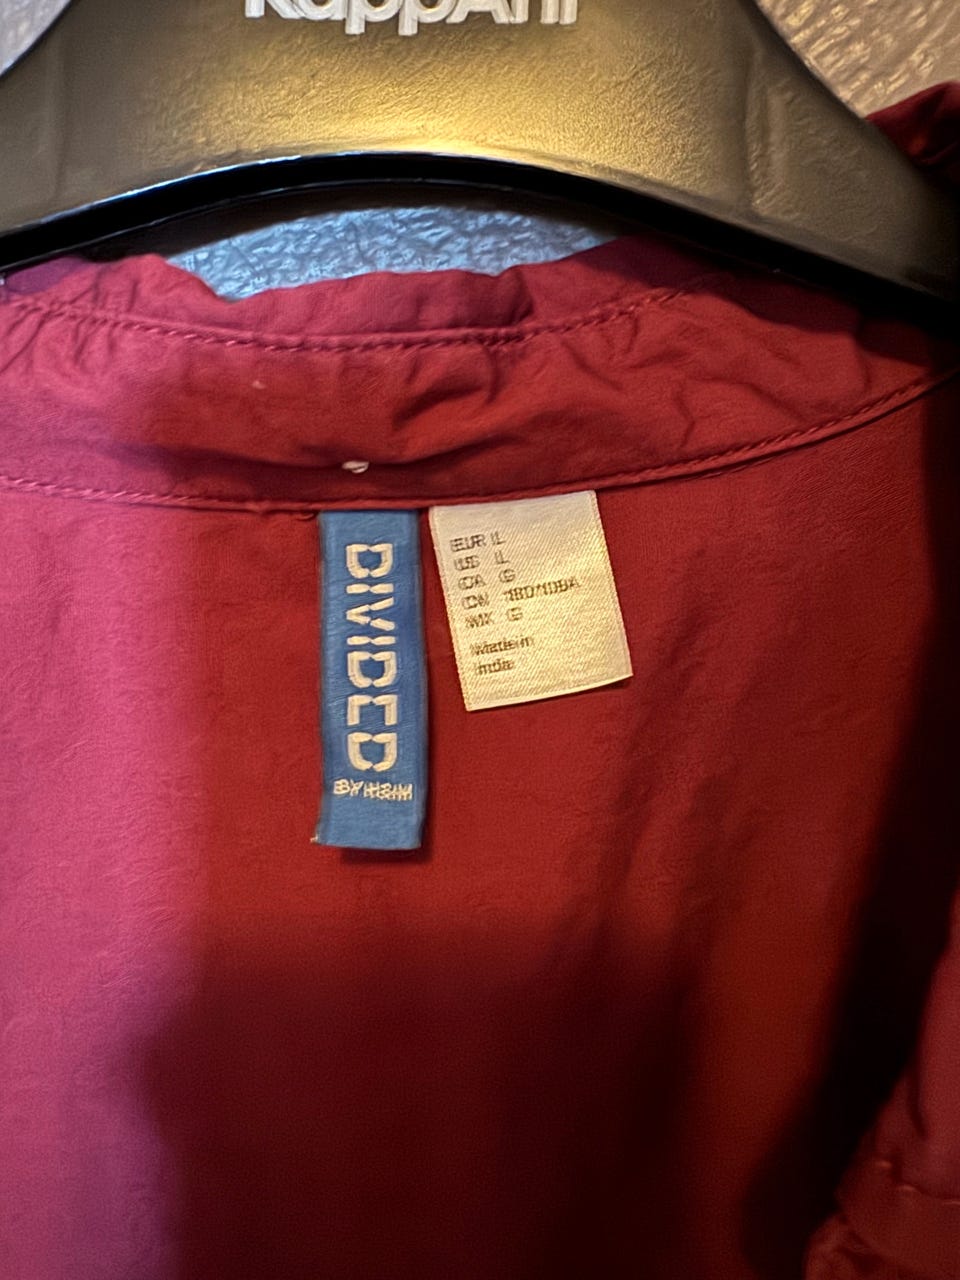 KappAhl
DIVIDED
BY H&M
EUR L
US L
CA G
CN 180/108A
MX G
Made in
India